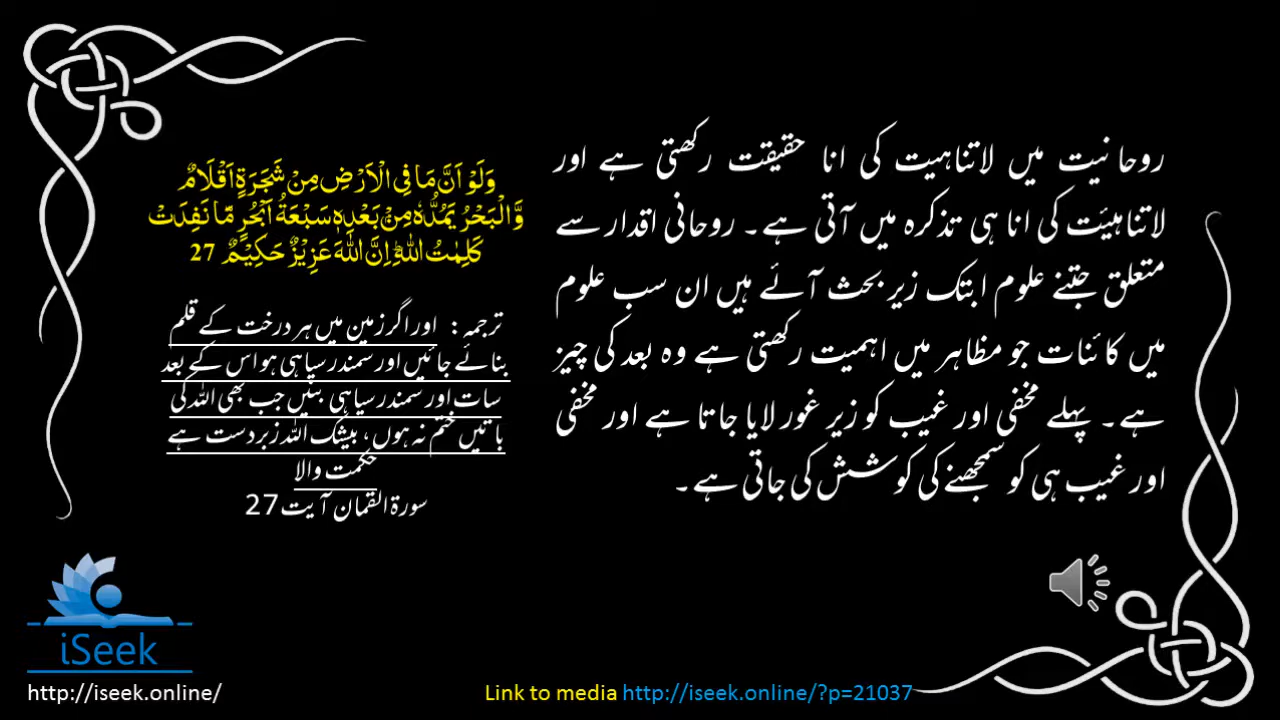 روحانیت میں لاتناہیت کی انا حقیقت رکھتی ہے اور
لاتناہیئت کی انا ہی تذکرہ میں آتی ہے۔ روحانی اقدار سے
متعلق جتنے علوم ابتک زیر بحث آئے ہیں ان سب علوم
میں کائنات جو مظاہر میں اہمیت رکھتی ہے وہ بعد کی چیز
ہے۔ پہلے مخفی اور غیب کو زیر غور لایا جاتا ہے اور مخفی
اور غیب ہی کو سمجھنے کی کوشش کی جاتی ہے۔
وَلَوْ اَنَّ مَا فِی الْاَرْضِ مِنْ شَجَرَةٍ اَقْلَامٌ
وَّالْبَحْرُ یَمُدُّهٗ مِنْۢ بَعْدِهٖ سَبْعَةُ اَبْحُرٍ مَّا نَفِدَتْ
كَلِمٰتُ اللّٰهِؕ اِنَّ اللّٰهَ عَزِیْزٌ حَكِیْمٌ 27
ترجمہ: اور اگر زمین میں ہر درخت کے قلم
بنائے جائیں اور سمندر سیاہی ہو اس کے بعد
سات اور سمندر سیاہی بنیں جب بھی اللہ کی
باتیں ختم نہ ہوں، بیشک اللہ زبردست ہے
حکمت والا
سورۃ القمان آیت 27
iSeek
http://iseek.online/
Link to media http://iseek.online/?p=21037